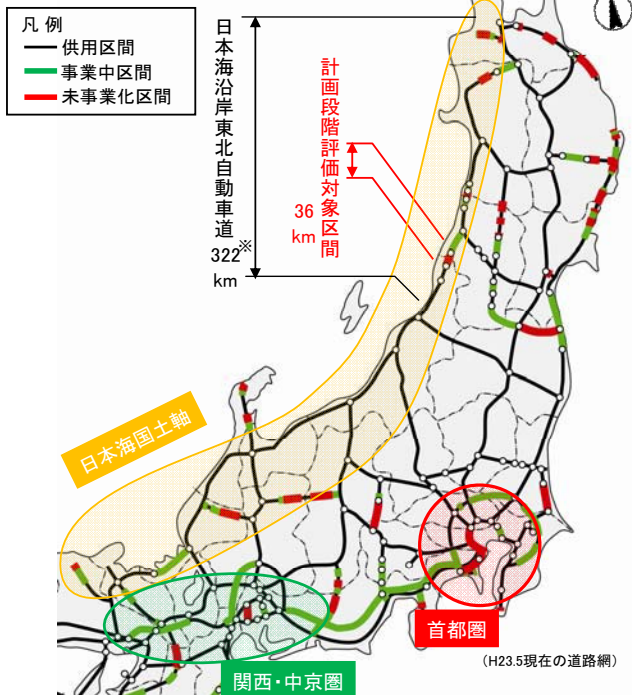 凡 例
供用区間
事業中区間
未事業化区間
日本海沿岸東北自動車道
322※
km
計画段階評価対象区間
36
km
日本海国土軸
首都圏
(H23.5現在の道路網)
関西・中京圏